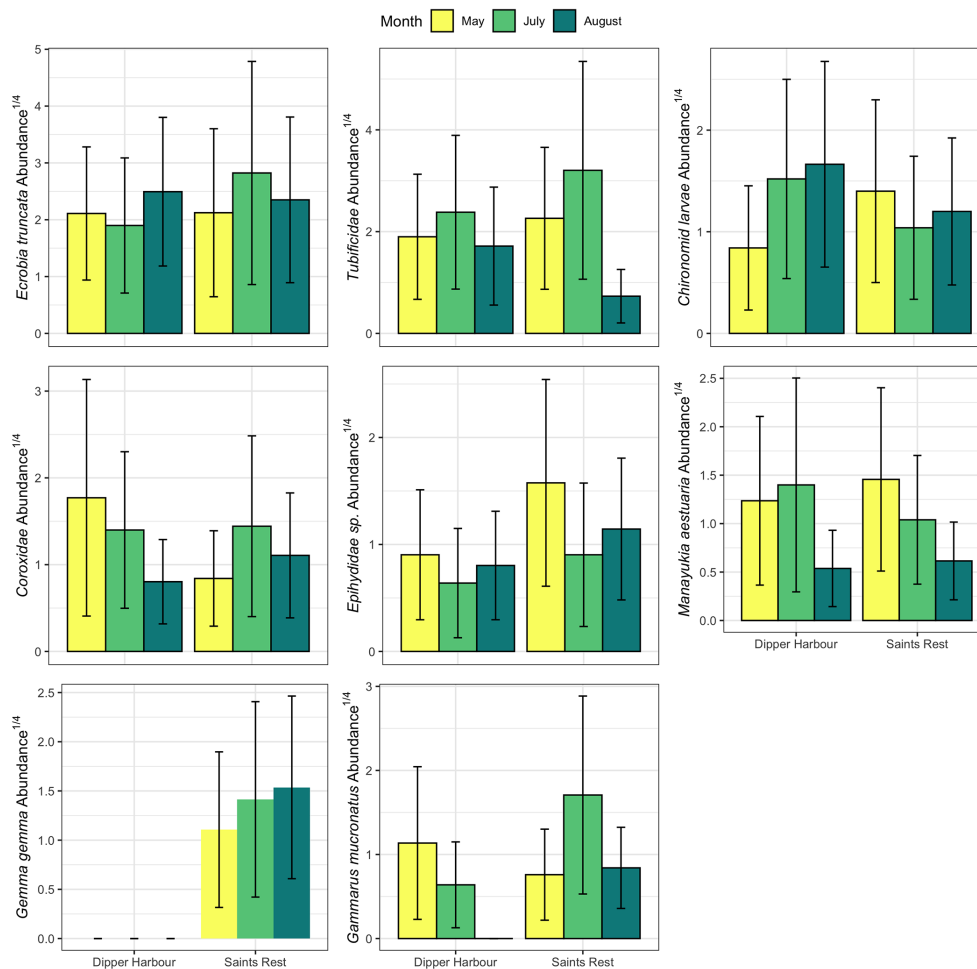 Month May July August
Ecrobia truncata Abundance1/4
5
4
3
2
1
0
Tubificidae Abundance1/4
4
2
0
Chironomid larvae Abundance1/4
2
1
0
Coroxidae Abundance1/4
3
2
1
0
Epihydidae sp. Abundance1/4
2
1
0
Manayukia aestuaria Abundance1/4
2.5
2.0
1.5
1.0
0.5
0.0
Dipper Harbour Saints Rest
Gemma gemma Abundance1/4
2.5
2.0
1.5
1.0
0.5
0.0
Dipper Harbour Saints Rest
Gammarus mucronatus Abundance1/4
3
2
1
0
Dipper Harbour Saints Rest